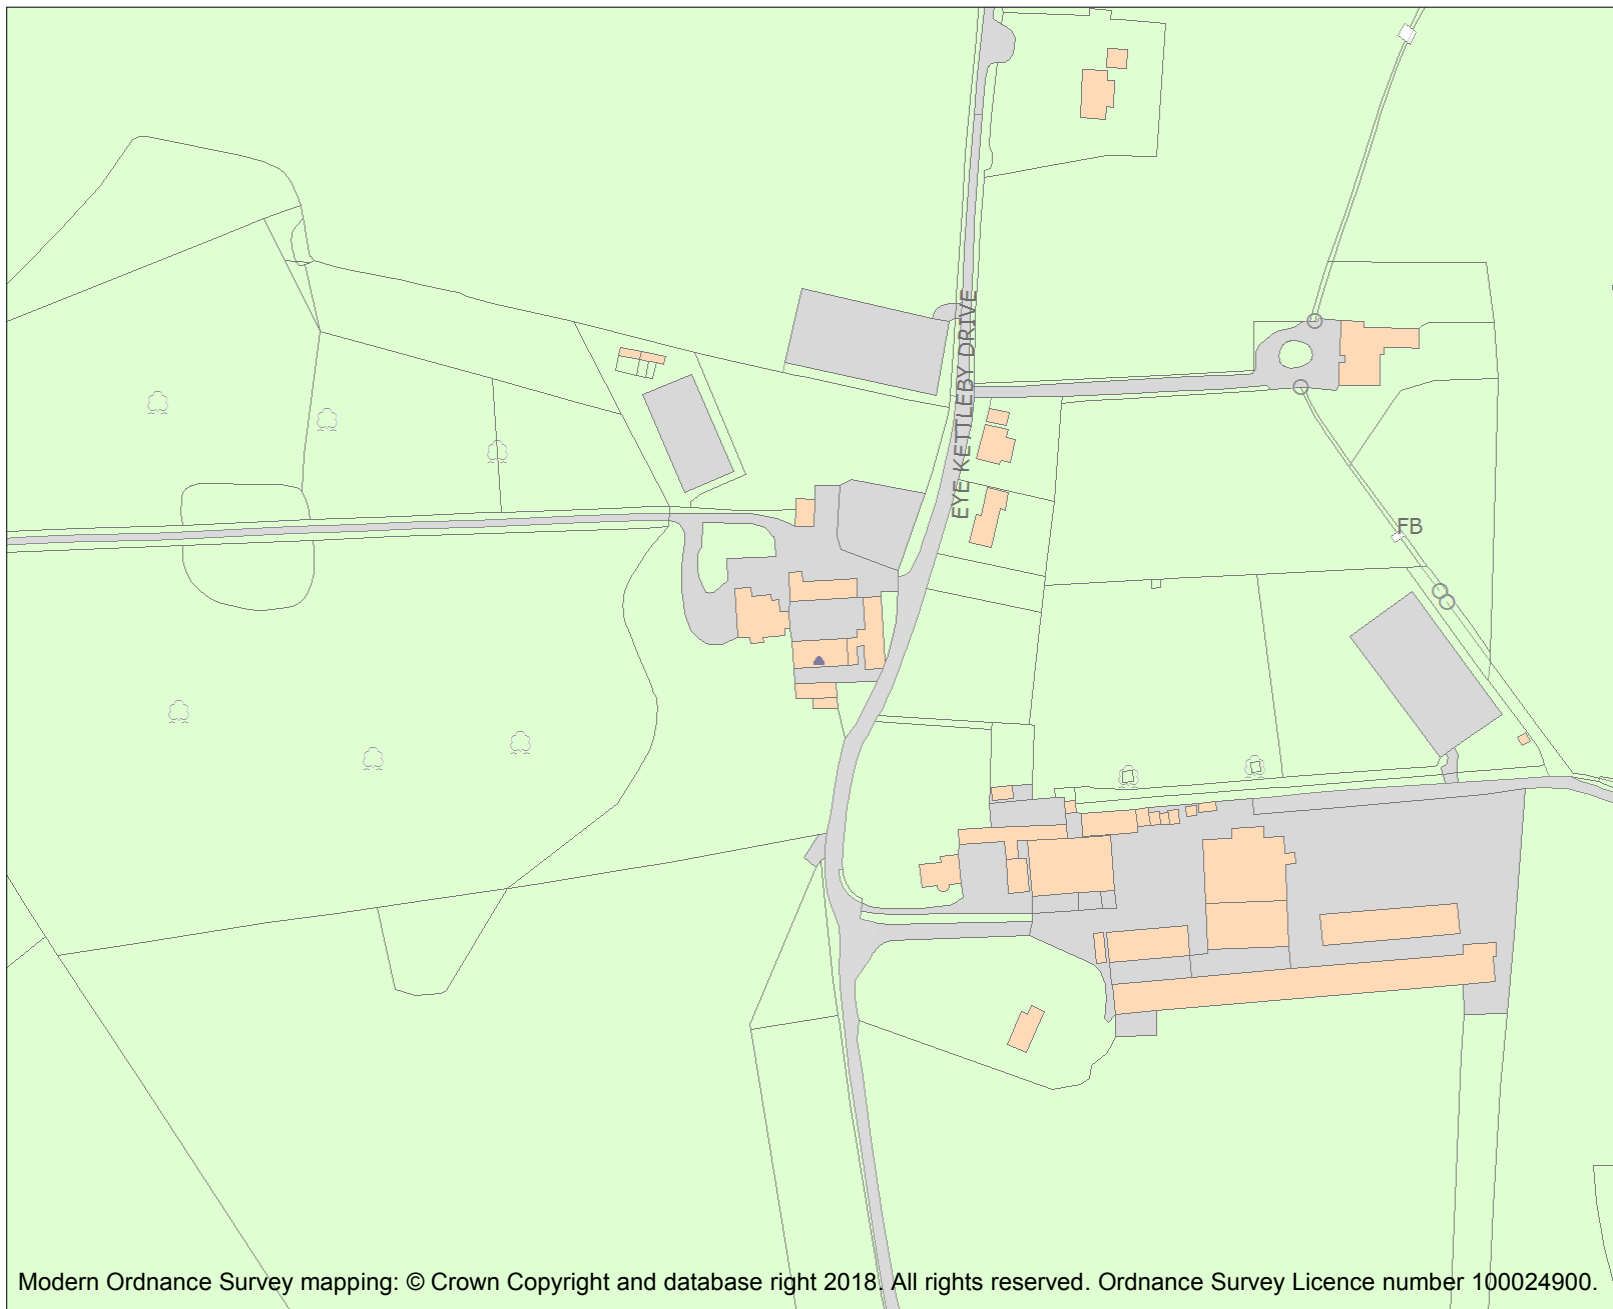 EYE KETTLEBY DRIVE
FB
Modern Ordnance Survey mapping: © Crown Copyright and database right 2018. All rights reserved. Ordnance Survey Licence number 100024900.